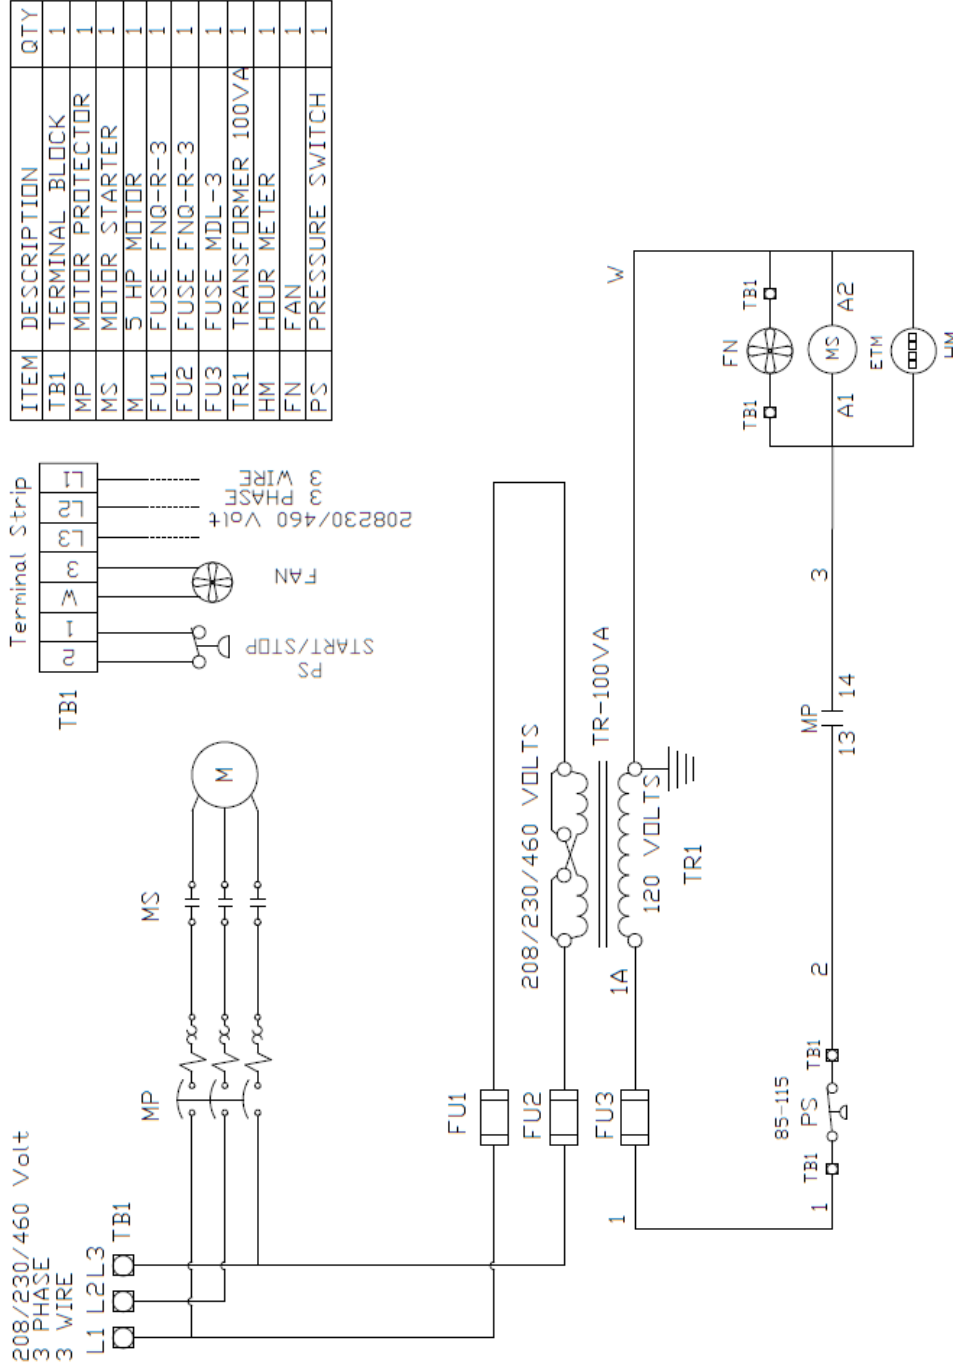 208/230/460 Volt
3 PHASE
3 WIRE
L1 L2 L3 TB1
MP
MS
M
FU1
FU2
208/230/460 VOLTS
TR-100VA
FU3
1A
120 VOLTS
TR1
W
1
1
TB1
85-115
PS
TB1
2
MP
13
14
3
TB1
FN
TB1
A1
MS
A2
ETM
HM
Terminal Strip
TB1
2
1
W
3
L3
L2
L1
PS
START/STOP
FAN
208230/460 Volt
3 PHASE
3 WIRE
ITEM DESCRIPTION QTY
TB1 TERMINAL BLOCK 1
MP MOTOR PROTECTOR 1
MS MOTOR STARTER 1
M 5 HP MOTOR 1
FU1 FUSE FNQ-R-3 1
FU2 FUSE FNQ-R-3 1
FU3 FUSE MDL-3 1
TR1 TRANSFORMER 100VA 1
HM HOUR METER 1
FN FAN 1
PS PRESSURE SWITCH 1